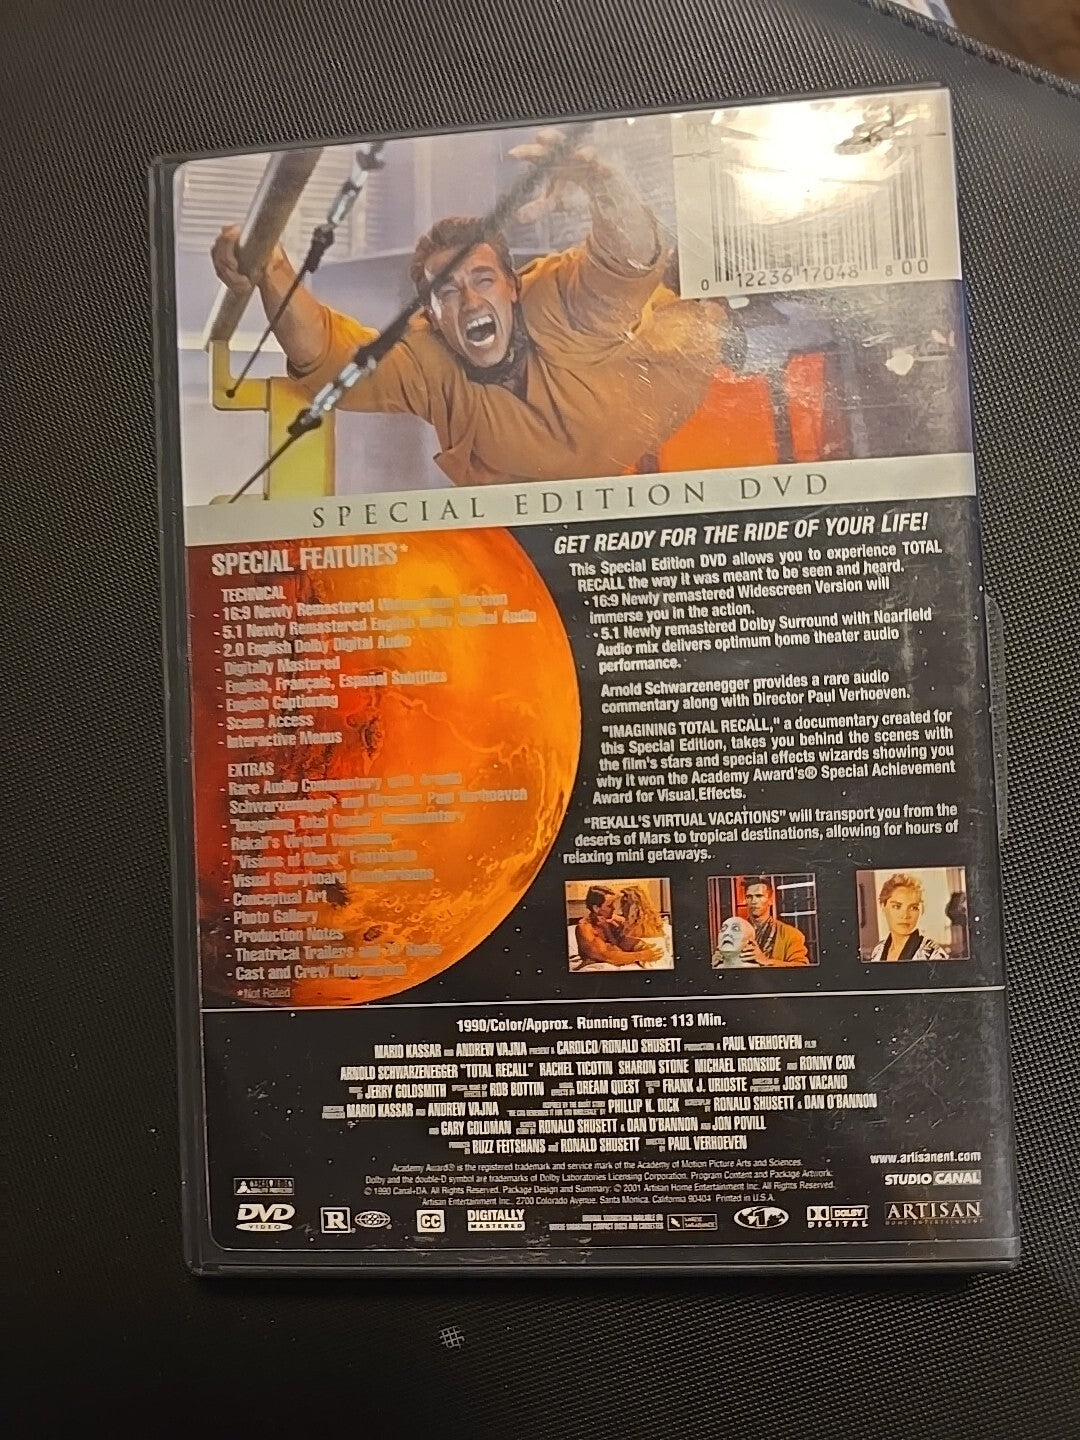 0 12236 17048 8 00
SPECIAL EDITION DVD
SPECIAL FEATURES*
TECHNICAL
- 16:9 Newly Remastered Widescreen Version
- 5.1 Newly Remastered English Dolby Digital Audio
- 2.0 English Dolby Digital Audio
- Digitally Mastered
- English, Français, Español Subtitles
- English Captioning
- Scene Access
- Interactive Menus
EXTRAS
- Rare Audio Commentary with Arnold
Schwarzenegger and Director Paul Verhoeven
- "Imagining Total Recall" Documentary
- Rekall's Virtual Vacations
- "Visions of Mars" Featurette
- Visual Storyboard Comparisons
- Conceptual Art
- Photo Gallery
- Production Notes
- Theatrical Trailers and TV Spots
- Cast and Crew Information
*Not Rated
GET READY FOR THE RIDE OF YOUR LIFE!
This Special Edition DVD allows you to experience TOTAL
RECALL the way it was meant to be seen and heard.
• 16:9 Newly remastered Widescreen Version will
immerse you in the action.
• 5.1 Newly remastered Dolby Surround with Nearfield
Audio mix delivers optimum home theater audio
performance.
Arnold Schwarzenegger provides a rare audio
commentary along with Director Paul Verhoeven.
"IMAGINING TOTAL RECALL," a documentary created for
this Special Edition, takes you behind the scenes with
the film's stars and special effects wizards showing you
why it won the Academy Award's® Special Achievement
Award for Visual Effects.
"REKALL'S VIRTUAL VACATIONS" will transport you from the
deserts of Mars to tropical destinations, allowing for hours of
relaxing mini getaways.
1990/Color/Approx. Running Time: 113 Min.
MARIO KASSAR AND ANDREW VAJNA PRESENT A CAROLCO/RONALD SHUSETT PRODUCTION A PAUL VERHOEVEN FILM
ARNOLD SCHWARZENEGGER "TOTAL RECALL" RACHEL TICOTIN SHARON STONE MICHAEL IRONSIDE AND RONNY COX
MUSIC BY JERRY GOLDSMITH ROB BOTTIN DREAM QUEST FRANK J. URIOSTE JOST VACANO
MARIO KASSAR AND ANDREW VAJNA PHILLIP K. DICK RONALD SHUSETT & DAN O'BANNON
AND GARY GOLDMAN STORY BY RONALD SHUSETT & DAN O'BANNON AND JON POVILL
PRODUCED BY BUZZ FEITSHANS AND RONALD SHUSETT DIRECTED BY PAUL VERHOEVEN
Academy Award® is the registered trademark and service mark of the Academy of Motion Picture Arts and Sciences.
Dolby and the double-D symbol are trademarks of Dolby Laboratories Licensing Corporation. Program Content and Package Artwork:
© 1990 Canal+DA. All Rights Reserved. Package Design and Summary: © 2001 Artisan Home Entertainment Inc. All Rights Reserved.
Artisan Entertainment Inc., 2700 Colorado Avenue, Santa Monica, California 90404 Printed in U.S.A.
www.artisanent.com
STUDIO CANAL
DVD
VIDEO
R
CC
DIGITALLY
MASTERED
DOLBY
DIGITAL
ARTISAN
HOME ENTERTAINMENT